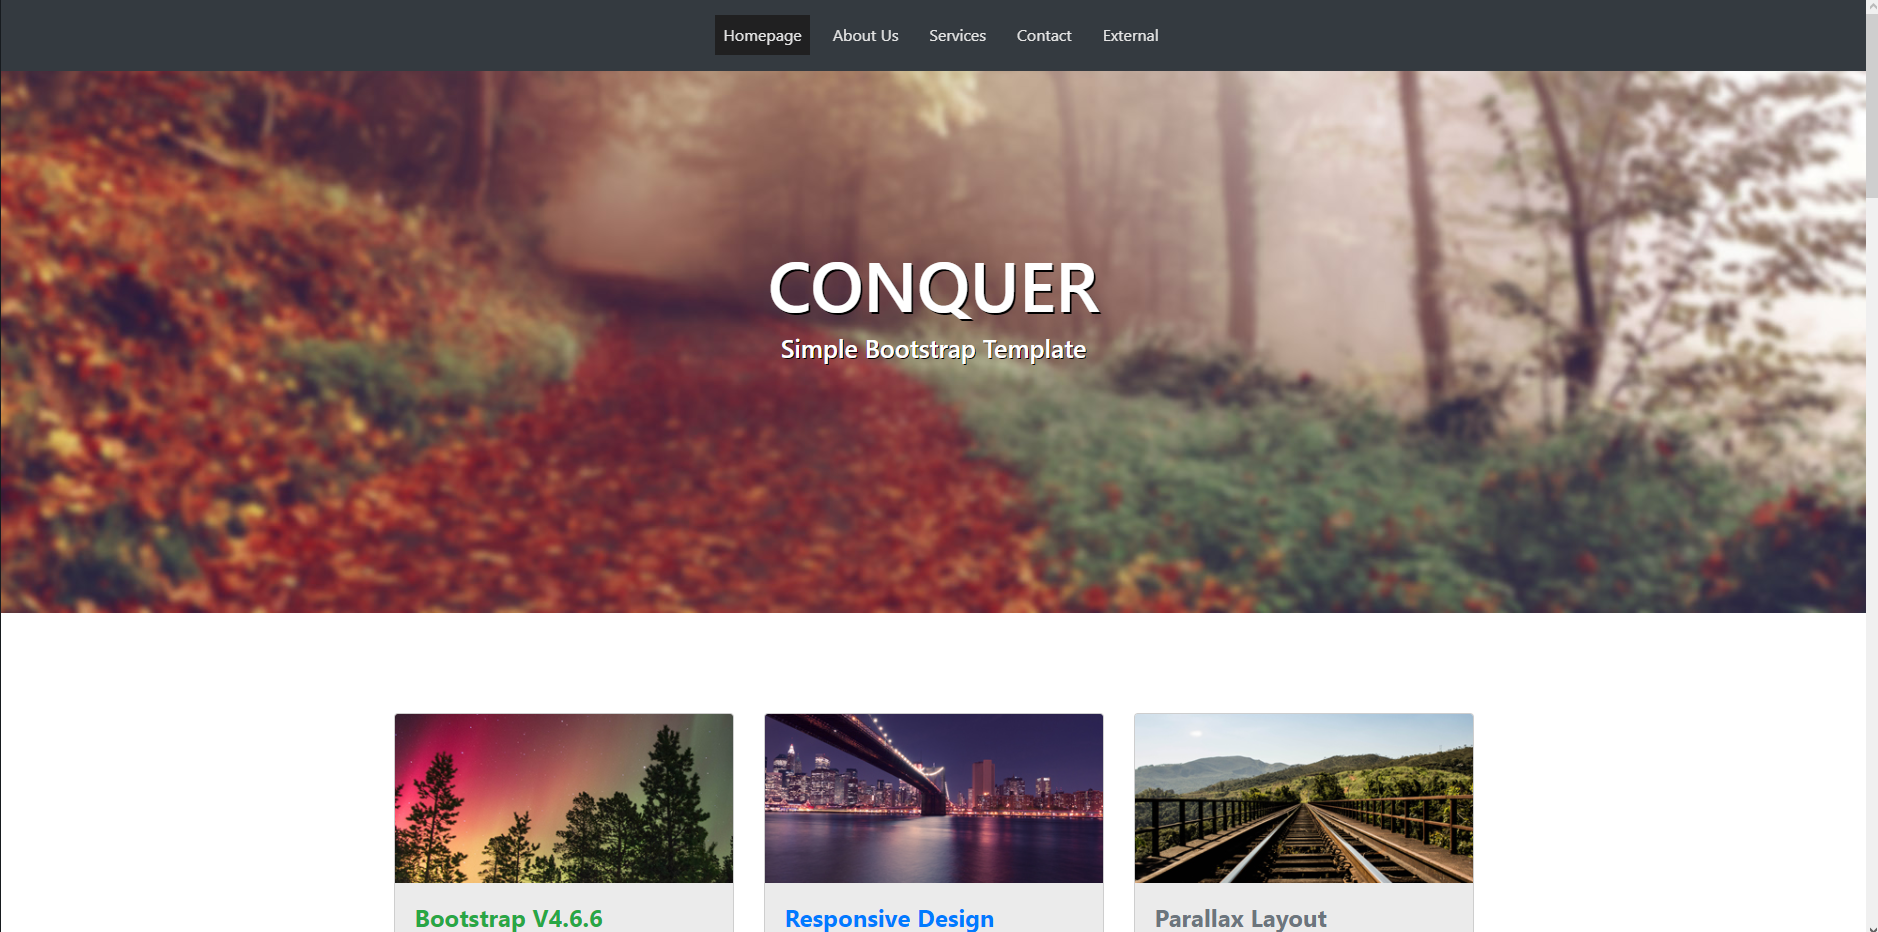 Homepage About Us Services Contact External
CONQUER
Simple Bootstrap Template
Bootstrap V4.6.6 Responsive Design Parallax Layout